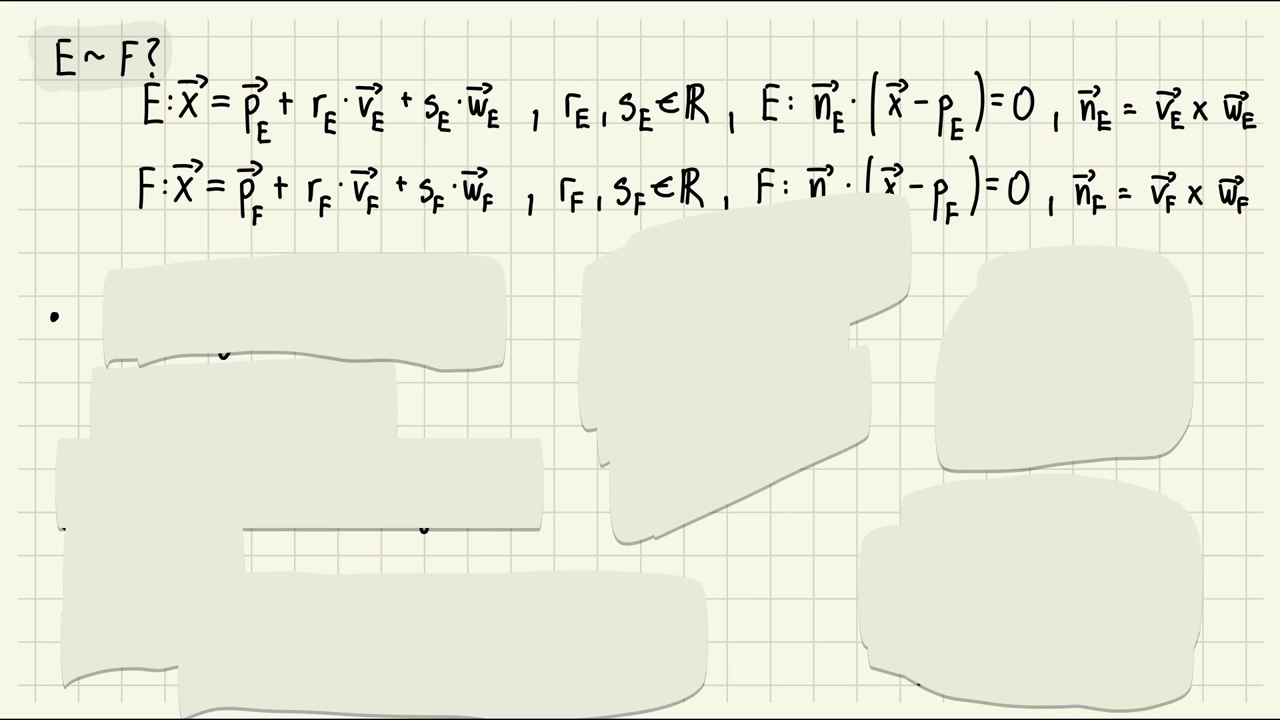 E ~ F?
E: x⃗ = p⃗_E + r_E · v⃗_E + s_E · w⃗_E , r_E, s_E ∈ ℝ , E: n⃗_E · (x⃗ - p_E) = 0 , n⃗_E = v⃗_E × w⃗_E
F: x⃗ = p⃗_F + r_F · v⃗_F + s_F · w⃗_F , r_F, s_F ∈ ℝ , F: n⃗ · (x⃗ - p_F) = 0 , n⃗_F = v⃗_F × w⃗_F